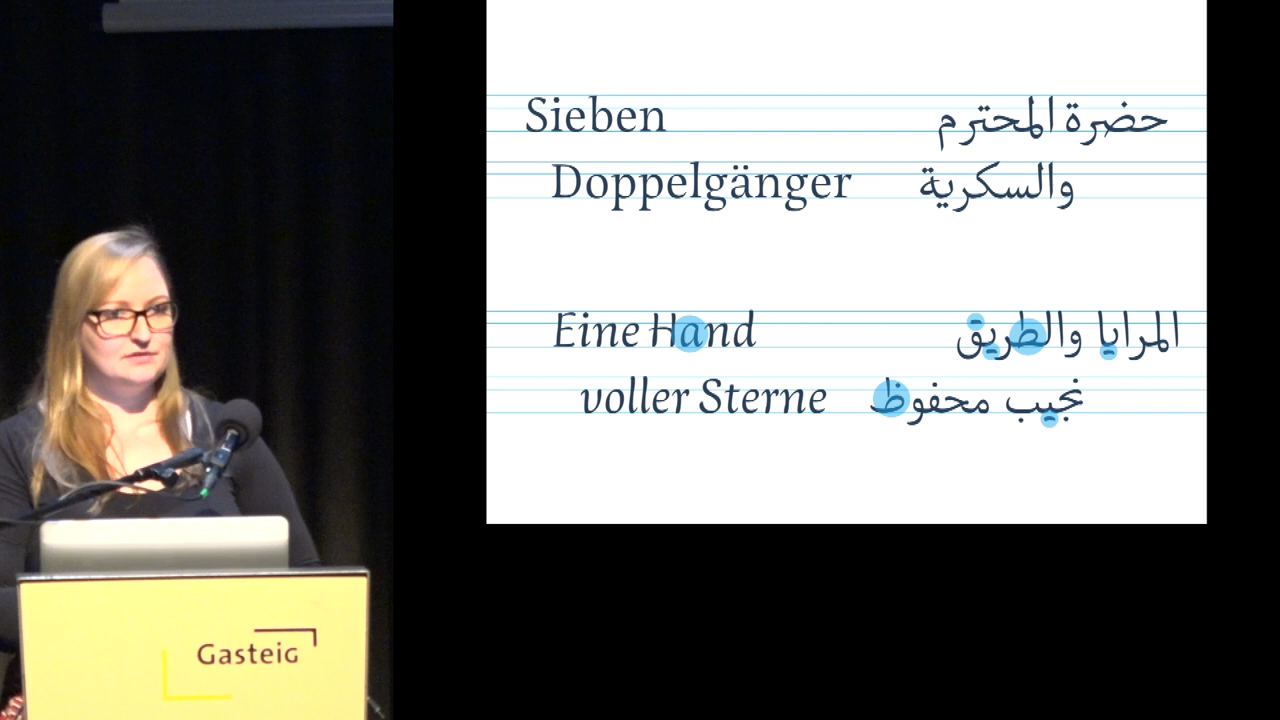 Sieben
حضرة المحترم
Doppelgänger
والسكرية
Eine Hand
المرايا والطريق
voller Sterne
نجيب محفوظ
Gasteig